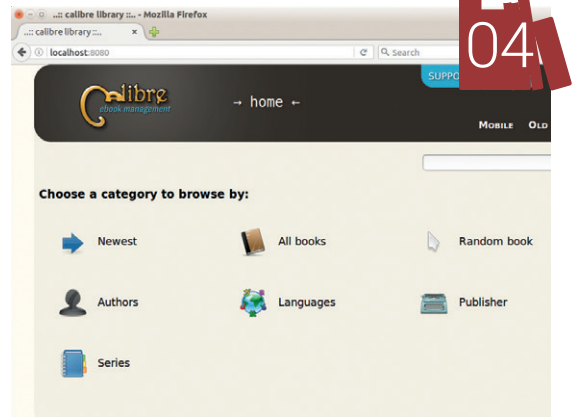 ..:: calibre library ::.. - Mozilla Firefox
..:: calibre library ::...
localhost:8080
Search
04
SUPPO
calibre
ebook management
→ home ←
MOBILE OLD
Choose a category to browse by:
Newest All books Random book
Authors Languages Publisher
Series